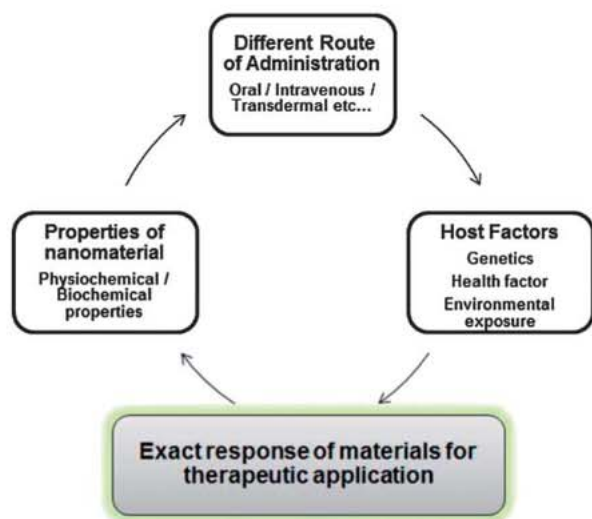 Different Route
of Administration
Oral / Intravenous /
Transdermal etc...
Properties of
nanomaterial
Physiochemical /
Biochemical
properties
Host Factors
Genetics
Health factor
Environmental
exposure
Exact response of materials for
therapeutic application